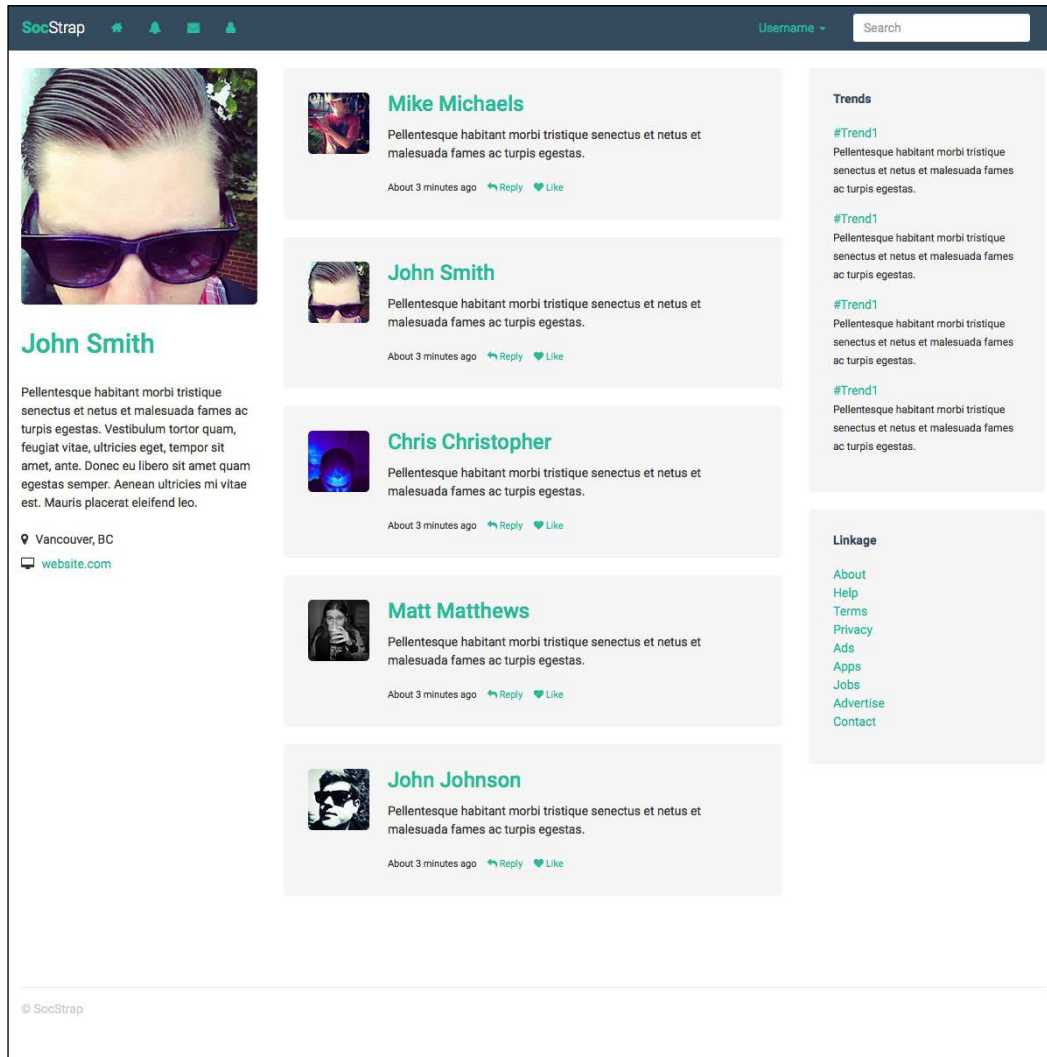 SocStrap
Username
Search
John Smith
Pellentesque habitant morbi tristique
senectus et netus et malesuada fames ac
turpis egestas. Vestibulum tortor quam,
feugiat vitae, ultricies eget, tempor sit
amet, ante. Donec eu libero sit amet quam
egestas semper. Aenean ultricies mi vitae
est. Mauris placerat eleifend leo.
Vancouver, BC
website.com
Mike Michaels
Pellentesque habitant morbi tristique senectus et netus et
malesuada fames ac turpis egestas.
About 3 minutes ago Reply Like
John Smith
Pellentesque habitant morbi tristique senectus et netus et
malesuada fames ac turpis egestas.
About 3 minutes ago Reply Like
Chris Christopher
Pellentesque habitant morbi tristique senectus et netus et
malesuada fames ac turpis egestas.
About 3 minutes ago Reply Like
Matt Matthews
Pellentesque habitant morbi tristique senectus et netus et
malesuada fames ac turpis egestas.
About 3 minutes ago Reply Like
John Johnson
Pellentesque habitant morbi tristique senectus et netus et
malesuada fames ac turpis egestas.
About 3 minutes ago Reply Like
Trends
#Trend1
Pellentesque habitant morbi tristique
senectus et netus et malesuada fames
ac turpis egestas.
#Trend1
Pellentesque habitant morbi tristique
senectus et netus et malesuada fames
ac turpis egestas.
#Trend1
Pellentesque habitant morbi tristique
senectus et netus et malesuada fames
ac turpis egestas.
#Trend1
Pellentesque habitant morbi tristique
senectus et netus et malesuada fames
ac turpis egestas.
Linkage
About
Help
Terms
Privacy
Ads
Apps
Jobs
Advertise
Contact
© SocStrap